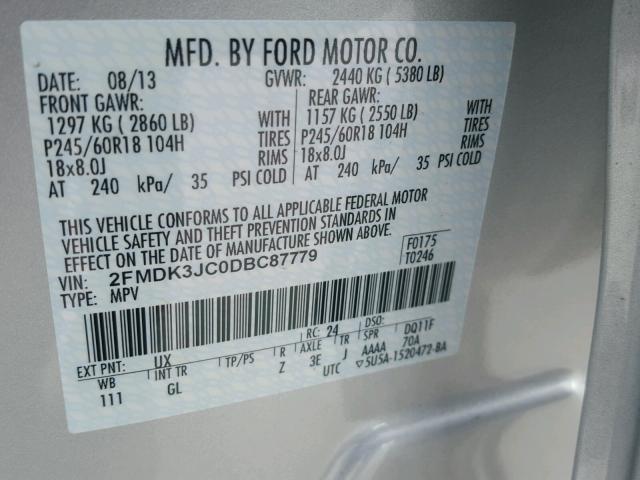 MFD. BY FORD MOTOR CO.
DATE: 08/13 GVWR: 2440 KG ( 5380 LB)
FRONT GAWR: REAR GAWR:
1297 KG ( 2860 LB) WITH 1157 KG ( 2550 LB) WITH
P245/60R18 104H TIRES P245/60R18 104H TIRES
18x8.0J RIMS 18x8.0J RIMS
AT 240 kPa/ 35 PSI COLD AT 240 kPa/ 35 PSI COLD
THIS VEHICLE CONFORMS TO ALL APPLICABLE FEDERAL MOTOR
VEHICLE SAFETY AND THEFT PREVENTION STANDARDS IN
EFFECT ON THE DATE OF MANUFACTURE SHOWN ABOVE.
VIN: 2FMDK3JC0DBC87779 F0175
TYPE: MPV T0246
EXT PNT: UX RC: 24 DSO:
WB INT TR TP/PS R AXLE TR SPR DQ11F
111 GL Z 3E J AAAA 70A
UTC ▽5U5A-1520472-BA